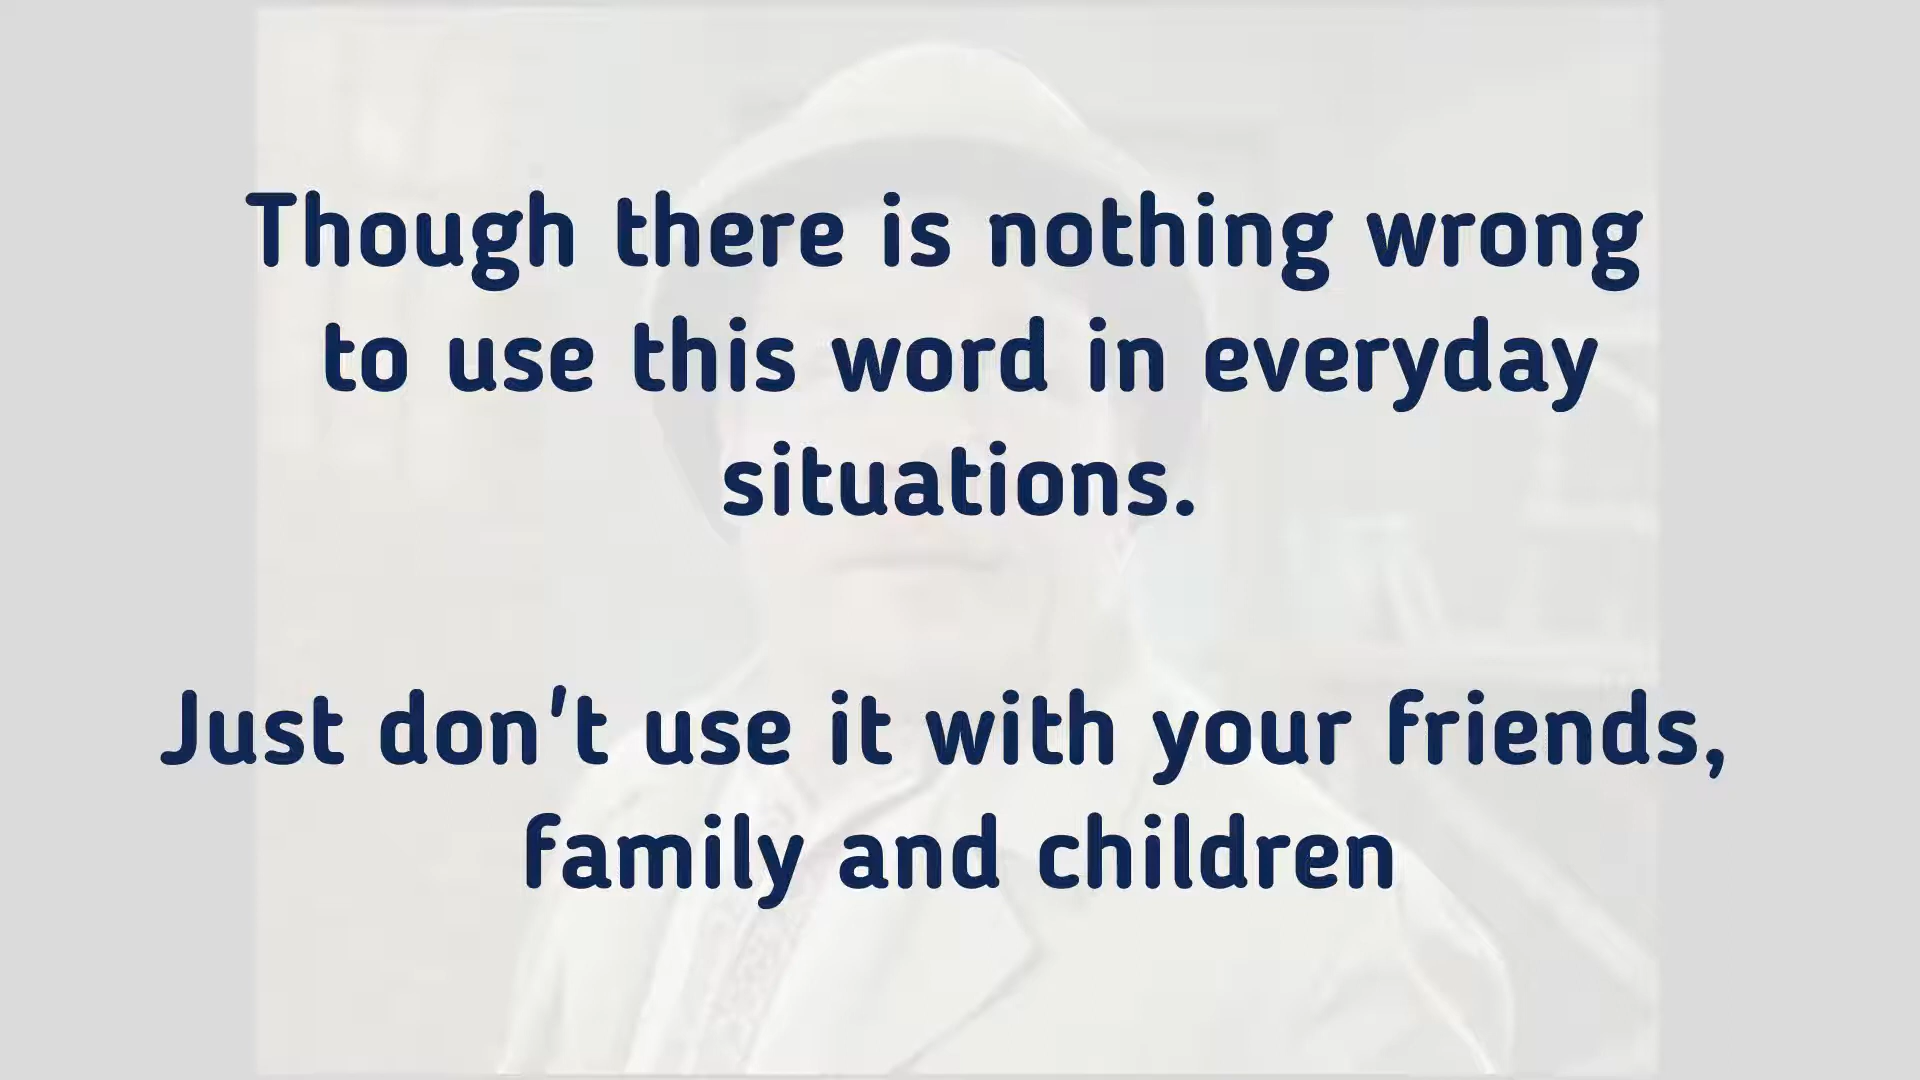 Though there is nothing wrong
to use this word in everyday
situations.
Just don't use it with your friends,
family and children